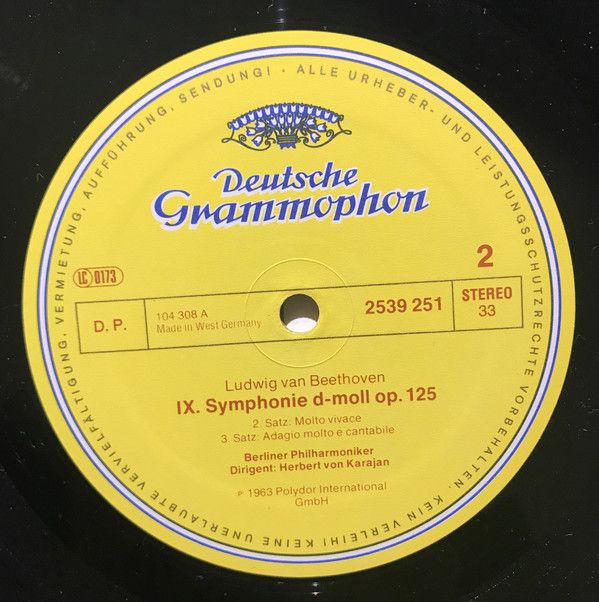 ALLE URHEBER- UND LEISTUNGSSCHUTZRECHTE VORBEHALTEN. KEIN VERLEIH! KEINE UNERLAUBTE VERVIELFÄLTIGUNG, VERMIETUNG, AUFFÜHRUNG, SENDUNG! ·
Deutsche
Grammophon
LC 0173
2
D. P.
104 308 A
Made in West Germany
2539 251
STEREO
33
Ludwig van Beethoven
IX. Symphonie d-moll op. 125
2. Satz: Molto vivace
3. Satz: Adagio molto e cantabile
Berliner Philharmoniker
Dirigent: Herbert von Karajan
℗ 1963 Polydor International
GmbH